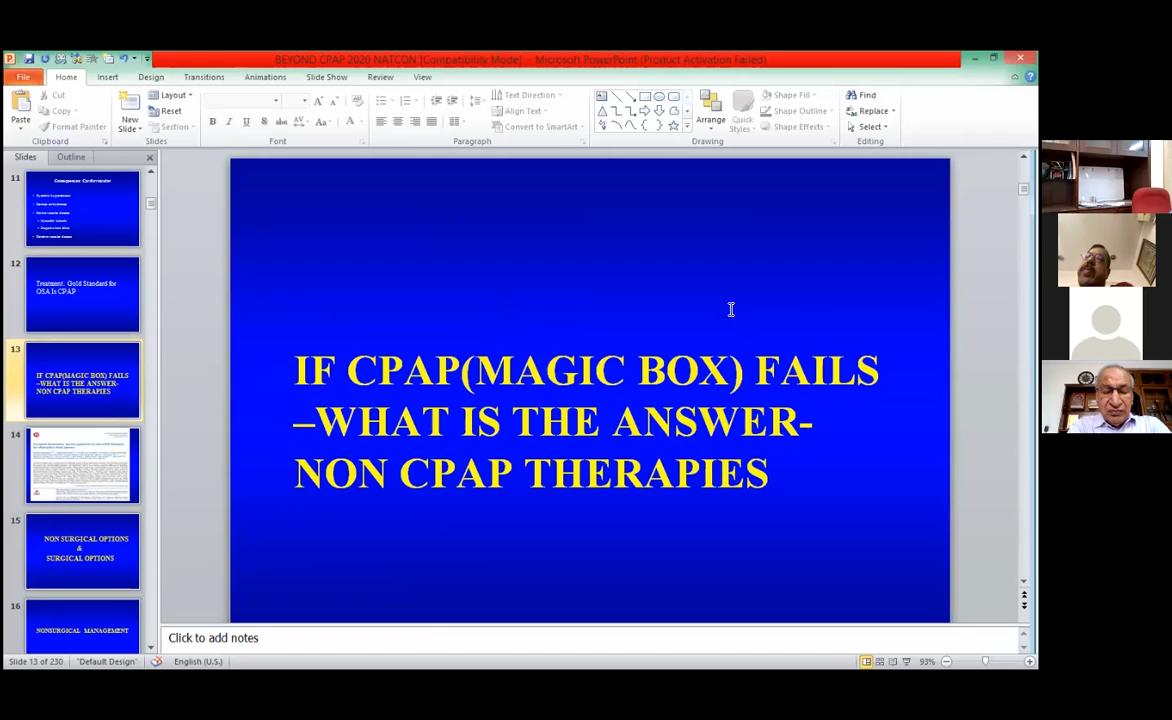 BEYOND CPAP 2020 NATCON [Compatibility Mode] - Microsoft PowerPoint (Product Activation Failed)
File Home Insert Design Transitions Animations Slide Show Review View
Paste
Cut
Copy
Format Painter
Clipboard
New
Slide
Layout
Reset
Section
Slides
Font
Text Direction
Align Text
Convert to SmartArt
Paragraph
Arrange
Quick
Styles
Shape Fill
Shape Outline
Shape Effects
Drawing
Find
Replace
Select
Editing
Slides Outline
11
12
Treatment: Gold Standard for
OSA Is CPAP
13
IF CPAP(MAGIC BOX) FAILS
–WHAT IS THE ANSWER-
NON CPAP THERAPIES
14
15
NON SURGICAL OPTIONS
&
SURGICAL OPTIONS
16
NONSURGICAL MANAGEMENT
IF CPAP(MAGIC BOX) FAILS
–WHAT IS THE ANSWER-
NON CPAP THERAPIES
Click to add notes
Slide 13 of 230 "Default Design" English (U.S.) 93%